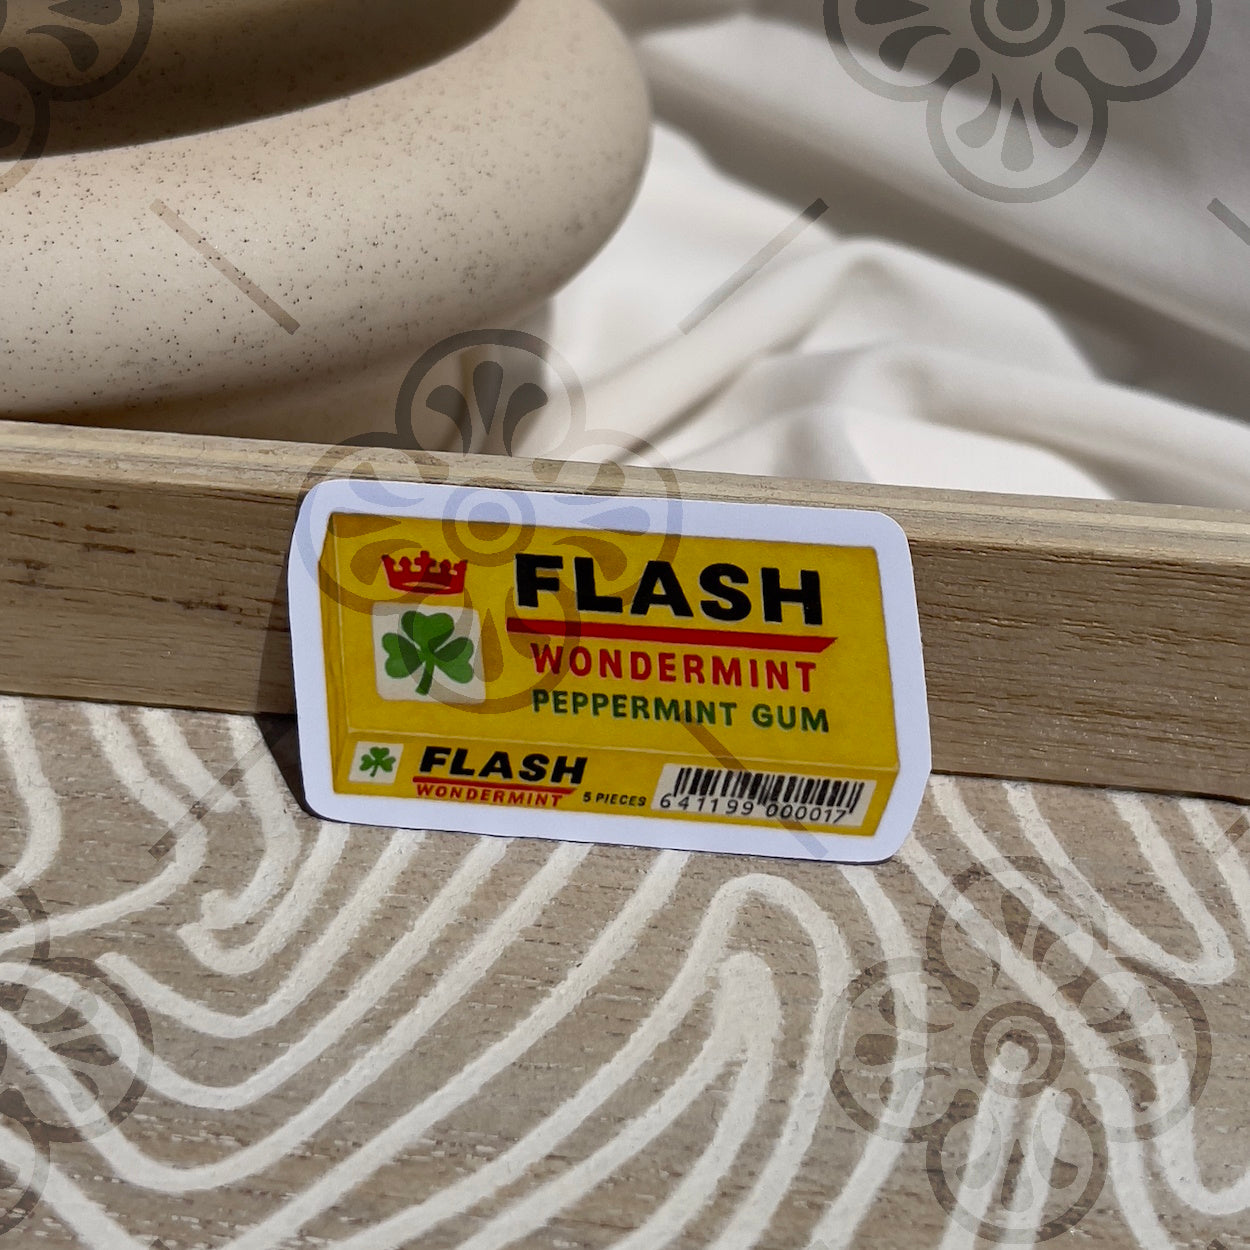 FLASH
WONDERMINT
PEPPERMINT GUM
FLASH
WONDERMINT
5 PIECES
641199 000017